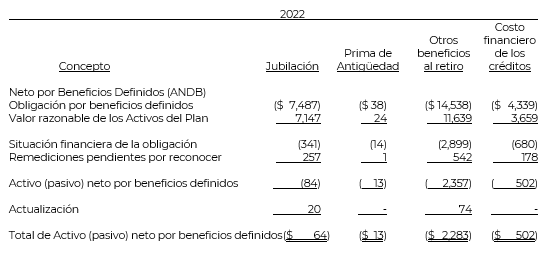 2022
Costo
Otros financiero
Prima de beneficios de los
Concepto Jubilación Antigüedad al retiro créditos
Neto por Beneficios Definidos (ANDB)
Obligación por beneficios definidos ($ 7,487) ($ 38) ($ 14,538) ($ 4,339)
Valor razonable de los Activos del Plan 7,147 24 11,639 3,659
Situación financiera de la obligación (341) (14) (2,899) (680)
Remediciones pendientes por reconocer 257 1 542 178
Activo (pasivo) neto por beneficios definidos (84) ( 13) ( 2,357) ( 502)
Actualización 20 - 74 -
Total de Activo (pasivo) neto por beneficios definidos ($ 64) ($ 13) ($ 2,283) ($ 502)